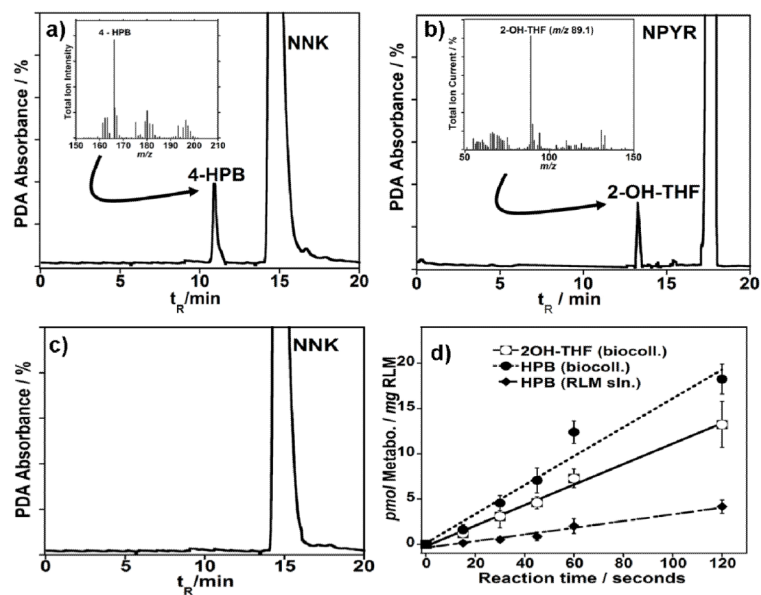 a)
4 - HPB
NNK
Total Ion Intensity
150 160 170 180 190 200 210
m/z
4-HPB
PDA Absorbance / %
0 5 10 15 20
tR/min
b)
2-OH-THF (m/z 89.1)
NPYR
Total Ion Current / %
50 100 150
m/z
2-OH-THF
PDA Absorbance / %
0 5 10 15 20
tR / min
c)
NNK
PDA Absorbance / %
0 5 10 15 20
tR/min
d)
2OH-THF (biocoll.)
HPB (biocoll.)
HPB (RLM sln.)
pmol Metabo. / mg RLM
20
15
10
5
0
0 20 40 60 80 100 120
Reaction time / seconds